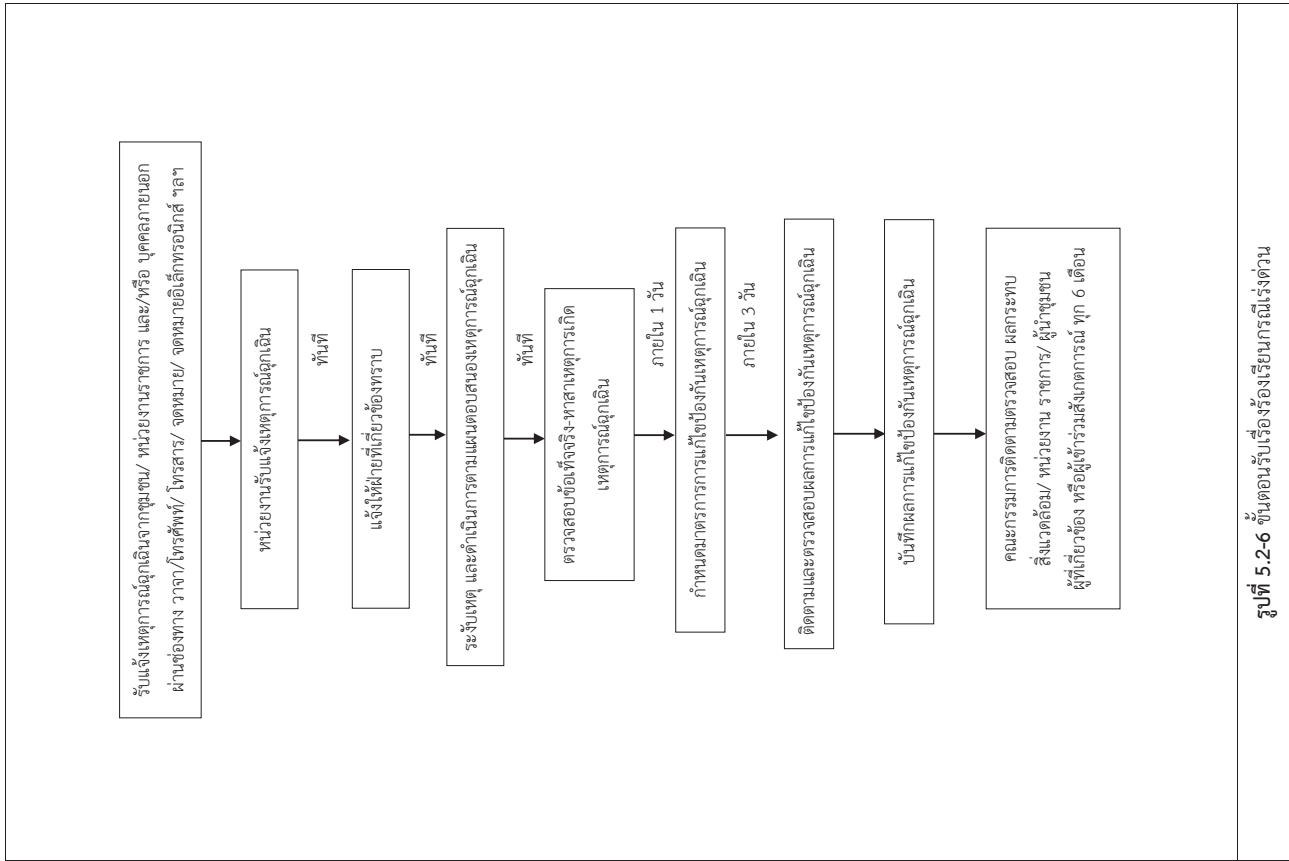 รับแจ้งเหตุการณ์ฉุกเฉินจากชุมชน/ หน่วยงานราชการ และ/หรือ บุคคลภายนอก
ผ่านช่องทาง วาจา/โทรศัพท์/ โทรสาร/ จดหมาย/ จดหมายอิเล็กทรอนิกส์ ฯลฯ
หน่วยงานรับแจ้งเหตุการณ์ฉุกเฉิน
ทันที
แจ้งให้ฝ่ายที่เกี่ยวข้องทราบ
ทันที
ระงับเหตุ และดำเนินการตามแผนตอบสนองเหตุการณ์ฉุกเฉิน
ทันที
ตรวจสอบข้อเท็จจริง-หาสาเหตุการเกิด
เหตุการณ์ฉุกเฉิน
ภายใน 1 วัน
กำหนดมาตรการการแก้ไขป้องกันเหตุการณ์ฉุกเฉิน
ภายใน 3 วัน
ติดตามและตรวจสอบผลการแก้ไขป้องกันเหตุการณ์ฉุกเฉิน
บันทึกผลการแก้ไขป้องกันเหตุการณ์ฉุกเฉิน
คณะกรรมการติดตามตรวจสอบ ผลกระทบ
สิ่งแวดล้อม/ หน่วยงาน ราชการ/ ผู้นำชุมชน
ผู้ที่เกี่ยวข้อง หรือผู้เข้าร่วมสังเกตการณ์ ทุก 6 เดือน
รูปที่ 5.2-6 ขั้นตอนรับเรื่องร้องเรียนกรณีเร่งด่วน